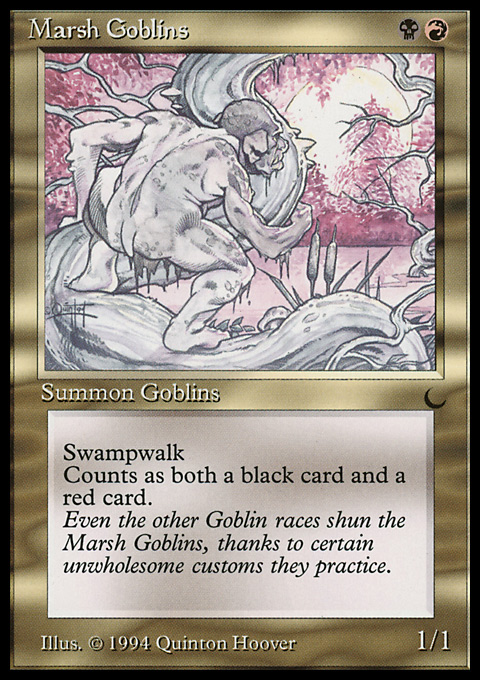 Marsh Goblins
Summon Goblins
Swampwalk
Counts as both a black card and a
red card.
Even the other Goblin races shun the
Marsh Goblins, thanks to certain
unwholesome customs they practice.
Illus. © 1994 Quinton Hoover
1/1